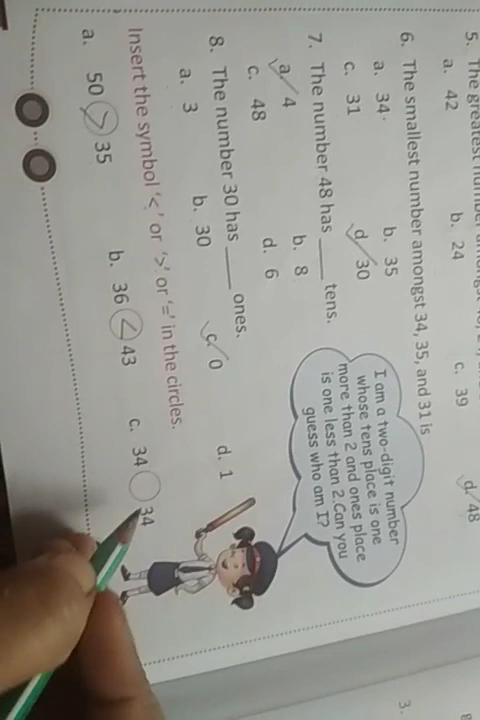 5. The greatest number amongst
a. 42
b. 24
c. 39
d. 48
6. The smallest number amongst 34, 35, and 31 is
a. 34
b. 35
c. 31
d. 30
7. The number 48 has ____ tens.
a. 4
b. 8
c. 48
d. 6
8. The number 30 has ____ ones.
a. 3
b. 30
c. 0
d. 1
I am a two-digit number
whose tens place is one
more than 2 and ones place
is one less than 2.Can you
guess who am I?
Insert the symbol '<' or '>' or '=' in the circles.
a. 50 > 35
b. 36 < 43
c. 34 34
3.